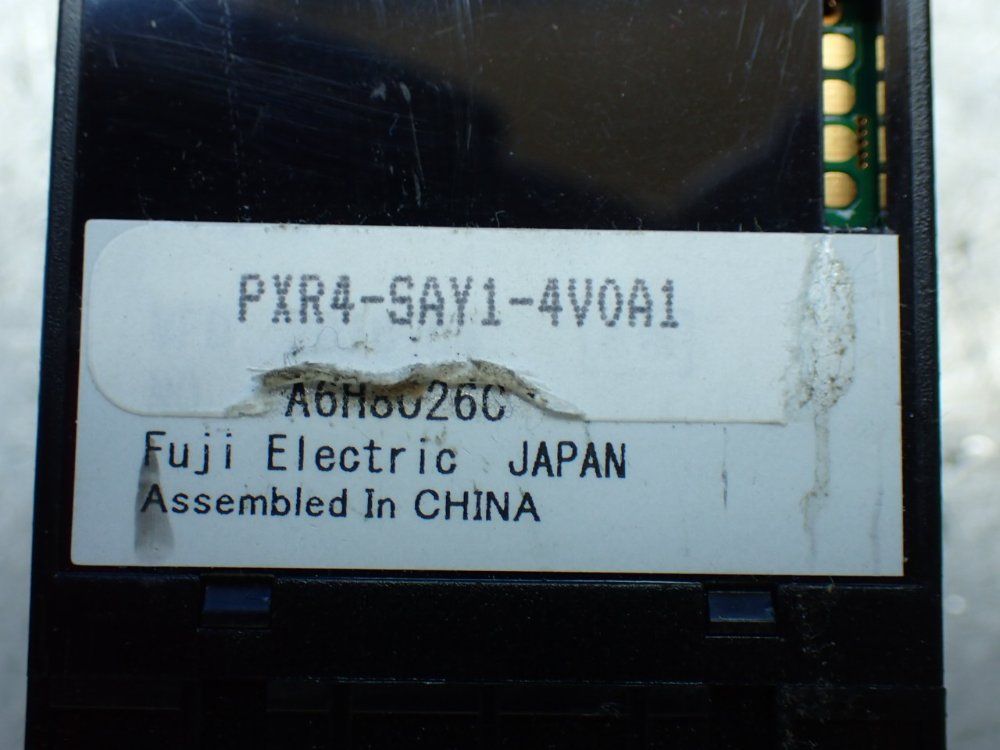 PXR4-SAY1-4V0A1
A6H8026C
Fuji Electric JAPAN
Assembled In CHINA